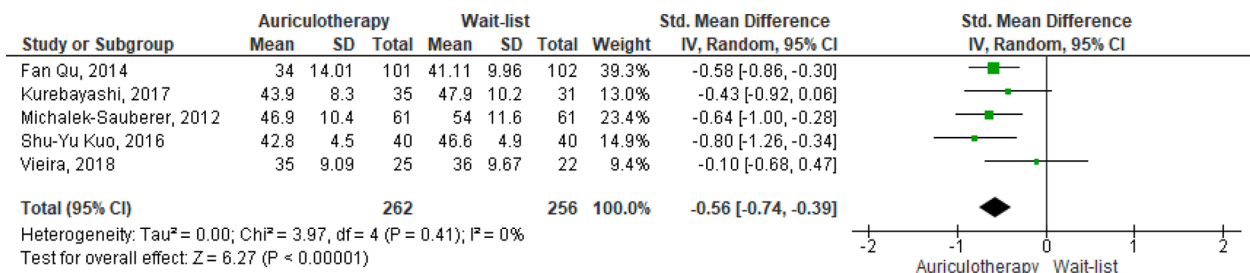 Auriculotherapy Wait-list Std. Mean Difference Std. Mean Difference
Study or Subgroup Mean SD Total Mean SD Total Weight IV, Random, 95% CI IV, Random, 95% CI
Fan Qu, 2014 34 14.01 101 41.11 9.96 102 39.3% -0.58 [-0.86, -0.30]
Kurebayashi, 2017 43.9 8.3 35 47.9 10.2 31 13.0% -0.43 [-0.92, 0.06]
Michalek-Sauberer, 2012 46.9 10.4 61 54 11.6 61 23.4% -0.64 [-1.00, -0.28]
Shu-Yu Kuo, 2016 42.8 4.5 40 46.6 4.9 40 14.9% -0.80 [-1.26, -0.34]
Vieira, 2018 35 9.09 25 36 9.67 22 9.4% -0.10 [-0.68, 0.47]
Total (95% CI) 262 256 100.0% -0.56 [-0.74, -0.39]
Heterogeneity: Tau² = 0.00; Chi² = 3.97, df = 4 (P = 0.41); I² = 0%
Test for overall effect: Z = 6.27 (P < 0.00001)
-2 -1 0 1 2
Auriculotherapy Wait-list